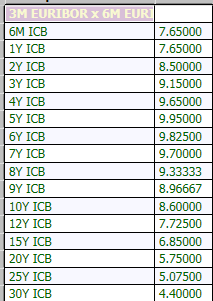 3M EURIBOR x 6M EURI
6M ICB 7.65000
1Y ICB 7.65000
2Y ICB 8.50000
3Y ICB 9.15000
4Y ICB 9.65000
5Y ICB 9.95000
6Y ICB 9.82500
7Y ICB 9.70000
8Y ICB 9.33333
9Y ICB 8.96667
10Y ICB 8.60000
12Y ICB 7.72500
15Y ICB 6.85000
20Y ICB 5.75000
25Y ICB 5.07500
30Y ICB 4.40000